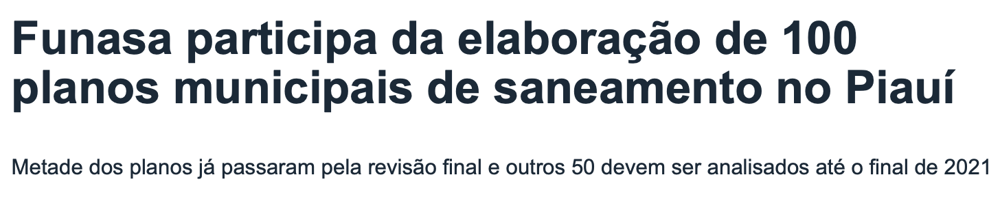 Funasa participa da elaboração de 100
planos municipais de saneamento no Piauí
Metade dos planos já passaram pela revisão final e outros 50 devem ser analisados até o final de 2021